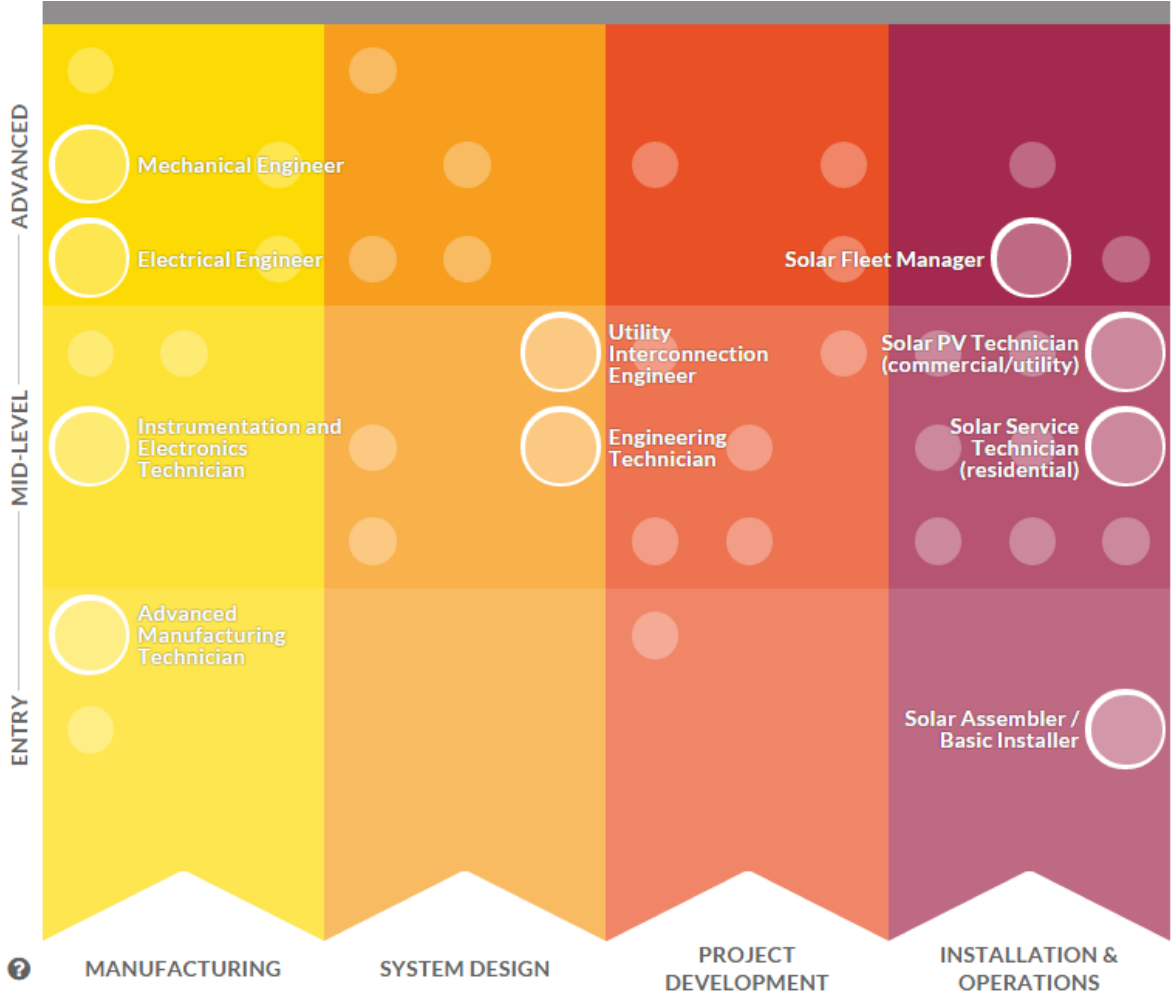 ADVANCED
MID-LEVEL
ENTRY
Mechanical Engineer
Electrical Engineer
Solar Fleet Manager
Utility
Interconnection
Engineer
Solar PV Technician
(commercial/utility)
Instrumentation and
Electronics
Technician
Engineering
Technician
Solar Service
Technician
(residential)
Advanced
Manufacturing
Technician
Solar Assembler /
Basic Installer
?
MANUFACTURING
SYSTEM DESIGN
PROJECT
DEVELOPMENT
INSTALLATION &
OPERATIONS